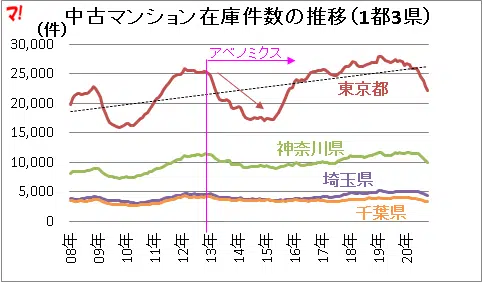 マ!
中古マンション在庫件数の推移(1都3県)
(件)
アベノミクス
30,000
25,000
20,000
15,000
10,000
5,000
0
東京都
神奈川県
埼玉県
千葉県
08年
09年
10年
11年
12年
13年
14年
15年
16年
17年
18年
19年
20年